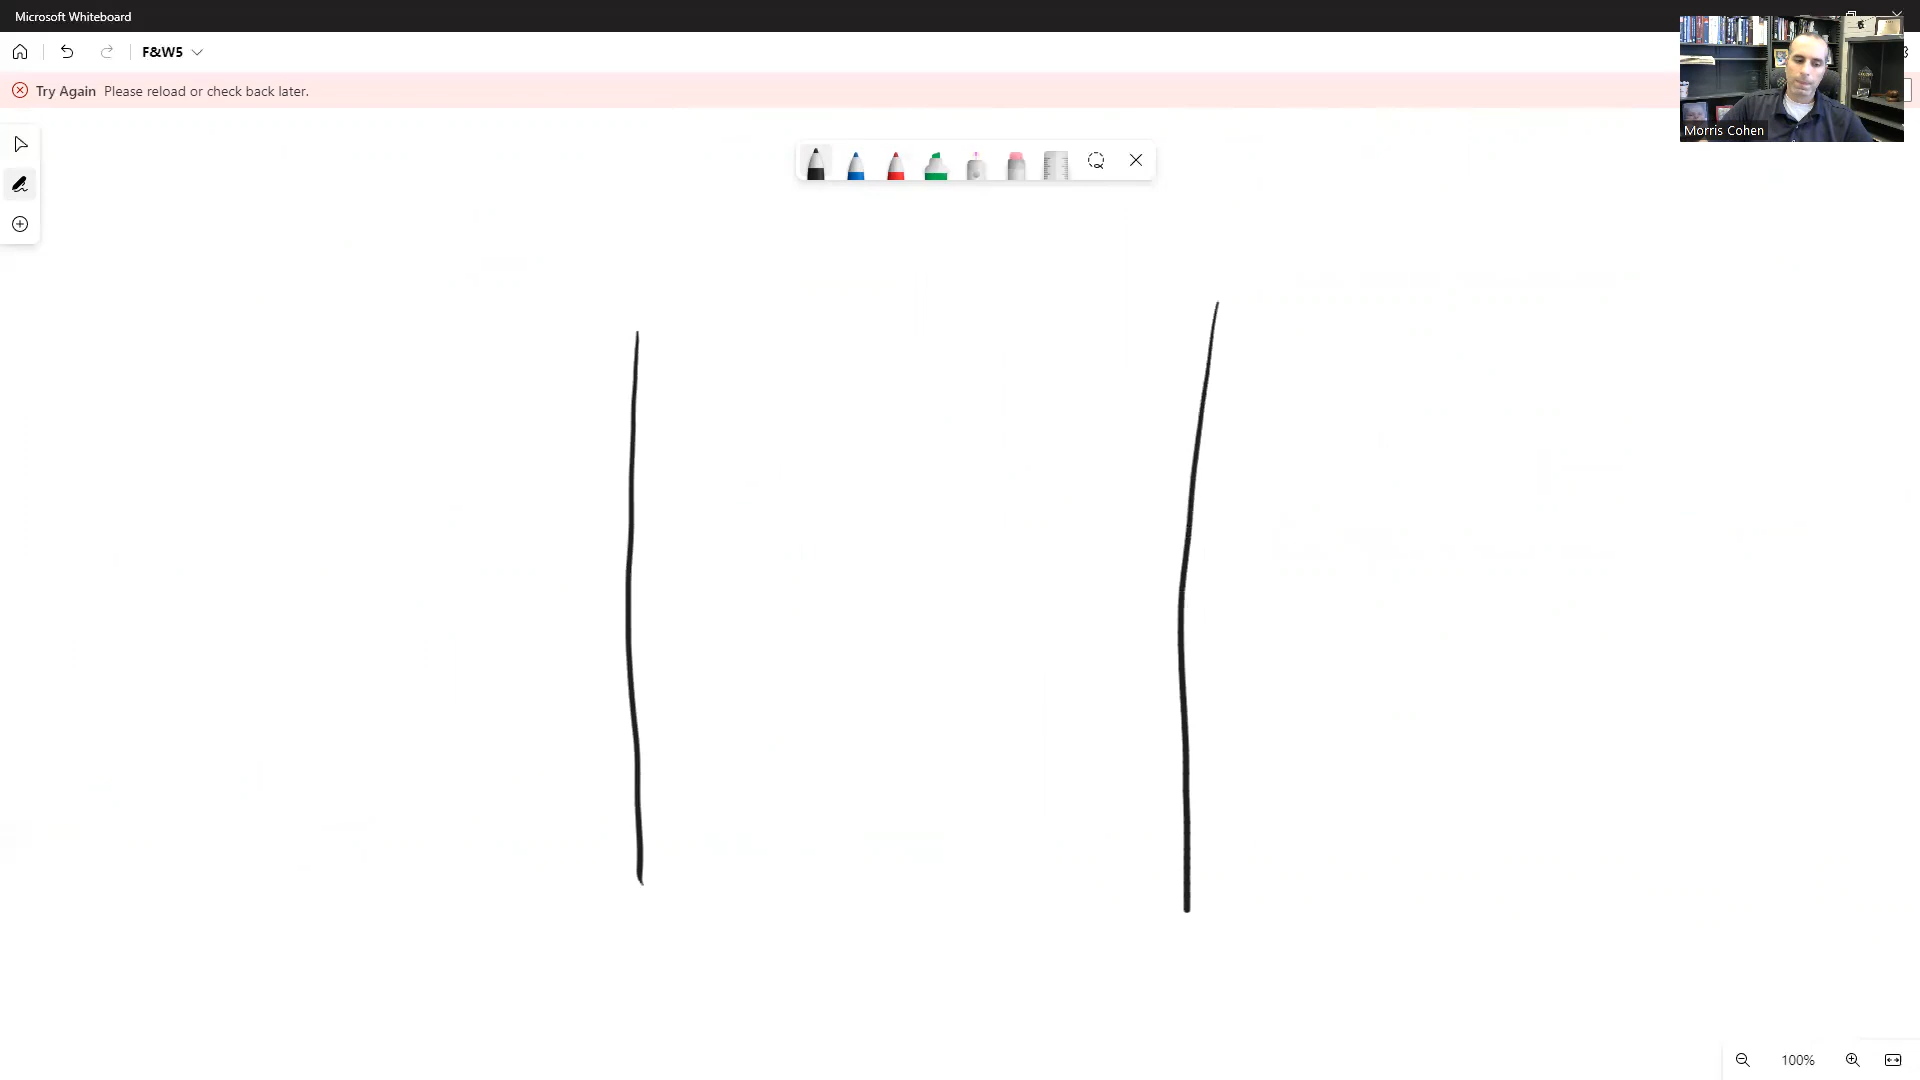 Microsoft Whiteboard
F&W5
Try Again Please reload or check back later.
Morris Cohen
100%